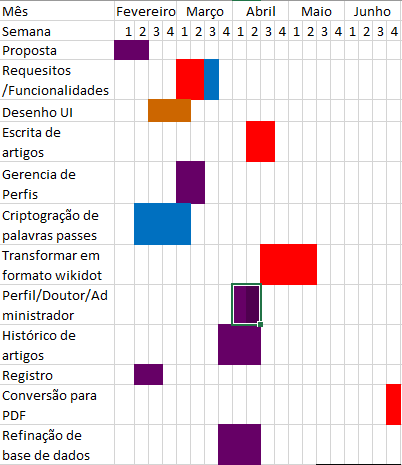 Mês Fevereiro Março Abril Maio Junho
Semana 1 2 3 4 1 2 3 4 1 2 3 4 1 2 3 4 1 2 3 4
Proposta
Requesitos
/Funcionalidades
Desenho UI
Escrita de
artigos
Gerencia de
Perfis
Criptogração de
palavras passes
Transformar em
formato wikidot
Perfil/Doutor/Ad
ministrador
Histórico de
artigos
Registro
Conversão para
PDF
Refinação de
base de dados